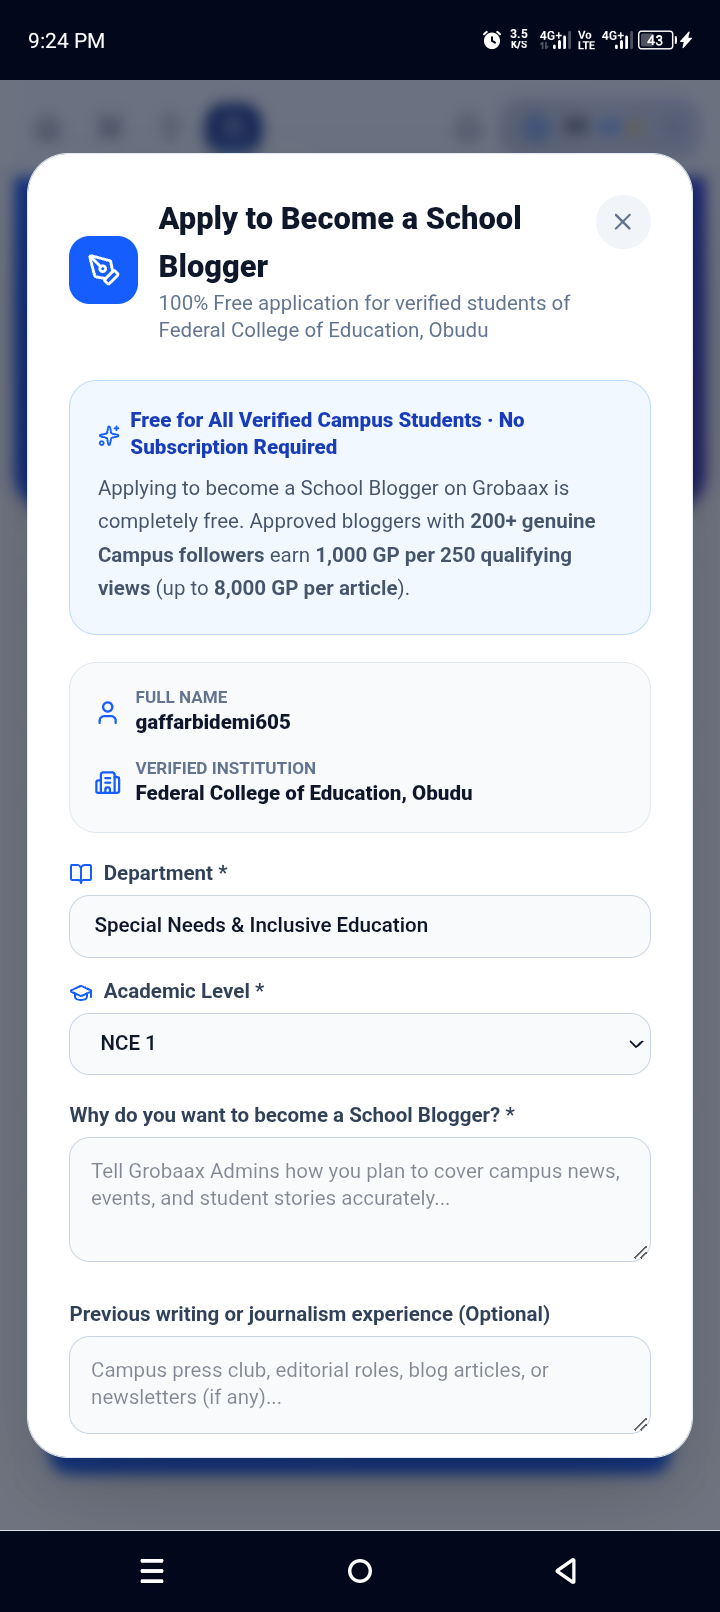 9:24 PM
3.5 K/S
4G+
Vo LTE
4G+
43
Apply to Become a School
Blogger
100% Free application for verified students of
Federal College of Education, Obudu
Free for All Verified Campus Students · No
Subscription Required
Applying to become a School Blogger on Grobaax is
completely free. Approved bloggers with 200+ genuine
Campus followers earn 1,000 GP per 250 qualifying
views (up to 8,000 GP per article).
FULL NAME
gaffarbidemi605
VERIFIED INSTITUTION
Federal College of Education, Obudu
Department *
Special Needs & Inclusive Education
Academic Level *
NCE 1
Why do you want to become a School Blogger? *
Tell Grobaax Admins how you plan to cover campus news,
events, and student stories accurately...
Previous writing or journalism experience (Optional)
Campus press club, editorial roles, blog articles, or
newsletters (if any)...